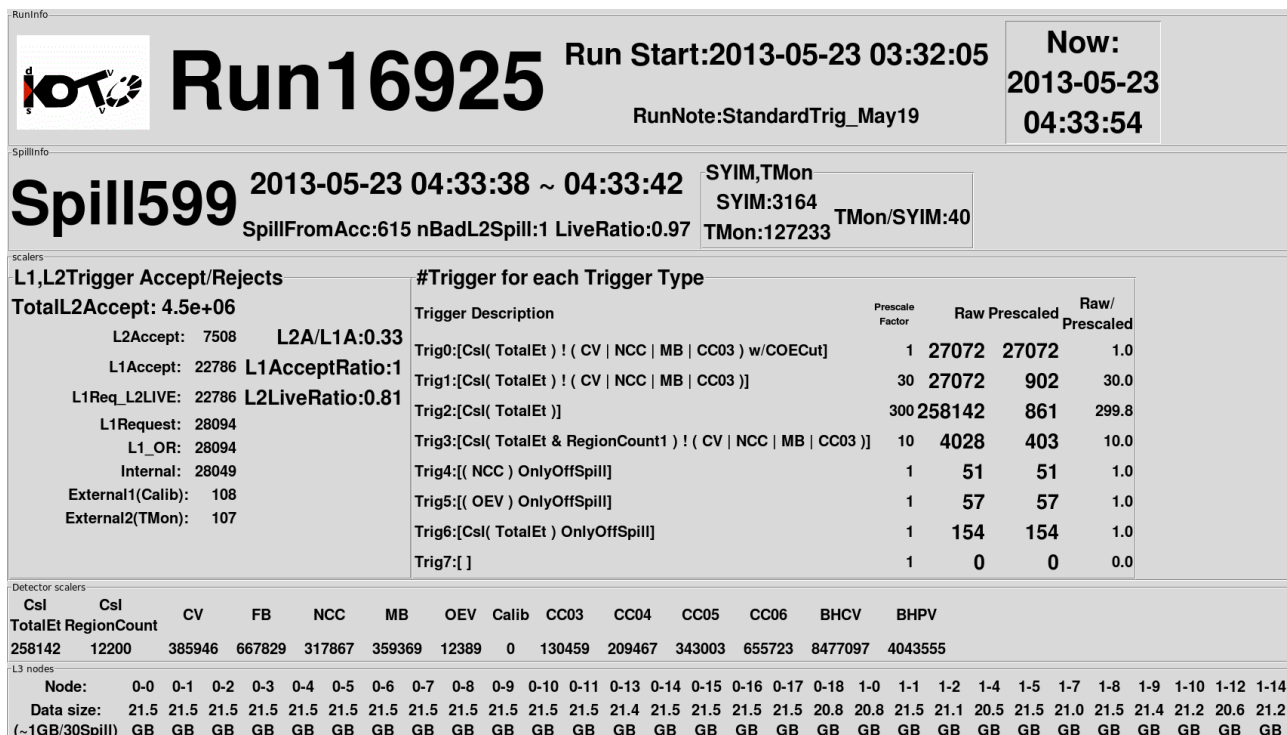 RunInfo
KOTO
Run16925
Run Start:2013-05-23 03:32:05
RunNote:StandardTrig_May19
Now:
2013-05-23
04:33:54
SpillInfo
Spill599
2013-05-23 04:33:38 ~ 04:33:42
SpillFromAcc:615 nBadL2Spill:1 LiveRatio:0.97
SYIM,TMon
SYIM:3164
TMon:127233
TMon/SYIM:40
scalers
L1,L2Trigger Accept/Rejects
TotalL2Accept: 4.5e+06
L2Accept: 7508 L2A/L1A:0.33
L1Accept: 22786 L1AcceptRatio:1
L1Req_L2LIVE: 22786 L2LiveRatio:0.81
L1Request: 28094
L1_OR: 28094
Internal: 28049
External1(Calib): 108
External2(TMon): 107
#Trigger for each Trigger Type
Trigger Description Prescale Factor Raw Prescaled Raw/ Prescaled
Trig0:[CsI( TotalEt ) ! ( CV | NCC | MB | CC03 ) w/COECut] 1 27072 27072 1.0
Trig1:[CsI( TotalEt ) ! ( CV | NCC | MB | CC03 )] 30 27072 902 30.0
Trig2:[CsI( TotalEt )] 300 258142 861 299.8
Trig3:[CsI( TotalEt & RegionCount1 ) ! ( CV | NCC | MB | CC03 )] 10 4028 403 10.0
Trig4:[( NCC ) OnlyOffSpill] 1 51 51 1.0
Trig5:[( OEV ) OnlyOffSpill] 1 57 57 1.0
Trig6:[CsI( TotalEt ) OnlyOffSpill] 1 154 154 1.0
Trig7:[ ] 1 0 0 0.0
Detector scalers
CsI TotalEt CsI RegionCount CV FB NCC MB OEV Calib CC03 CC04 CC05 CC06 BHCV BHPV
258142 12200 385946 667829 317867 359369 12389 0 130459 209467 343003 655723 8477097 4043555
L3 nodes
Node: 0-0 0-1 0-2 0-3 0-4 0-5 0-6 0-7 0-8 0-9 0-10 0-11 0-13 0-14 0-15 0-16 0-17 0-18 1-0 1-1 1-2 1-4 1-5 1-7 1-8 1-9 1-10 1-12 1-14
Data size: 21.5 21.5 21.5 21.5 21.5 21.5 21.5 21.5 21.5 21.5 21.5 21.5 21.4 21.5 21.5 21.5 21.5 20.8 20.8 21.5 21.1 20.5 21.5 21.0 21.5 21.4 21.2 20.6 21.2
(~1GB/30Spill) GB GB GB GB GB GB GB GB GB GB GB GB GB GB GB GB GB GB GB GB GB GB GB GB GB GB GB GB GB